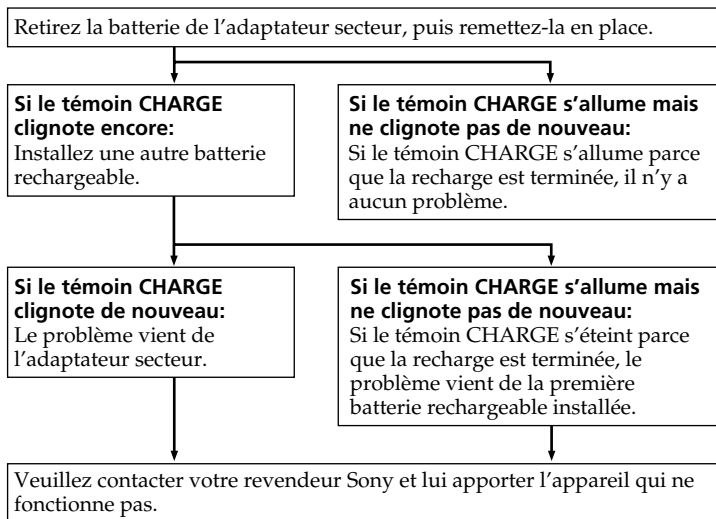 Retirez la batterie de l'adaptateur secteur, puis remettez-la en place.
Si le témoin CHARGE
clignote encore:
Installez une autre batterie
rechargeable.
Si le témoin CHARGE s'allume mais
ne clignote pas de nouveau:
Si le témoin CHARGE s'allume parce
que la recharge est terminée, il n'y a
aucun problème.
Si le témoin CHARGE
clignote de nouveau:
Le problème vient de
l'adaptateur secteur.
Si le témoin CHARGE s'allume mais
ne clignote pas de nouveau:
Si le témoin CHARGE s'éteint parce
que la recharge est terminée, le
problème vient de la première
batterie rechargeable installée.
Veuillez contacter votre revendeur Sony et lui apporter l'appareil qui ne
fonctionne pas.